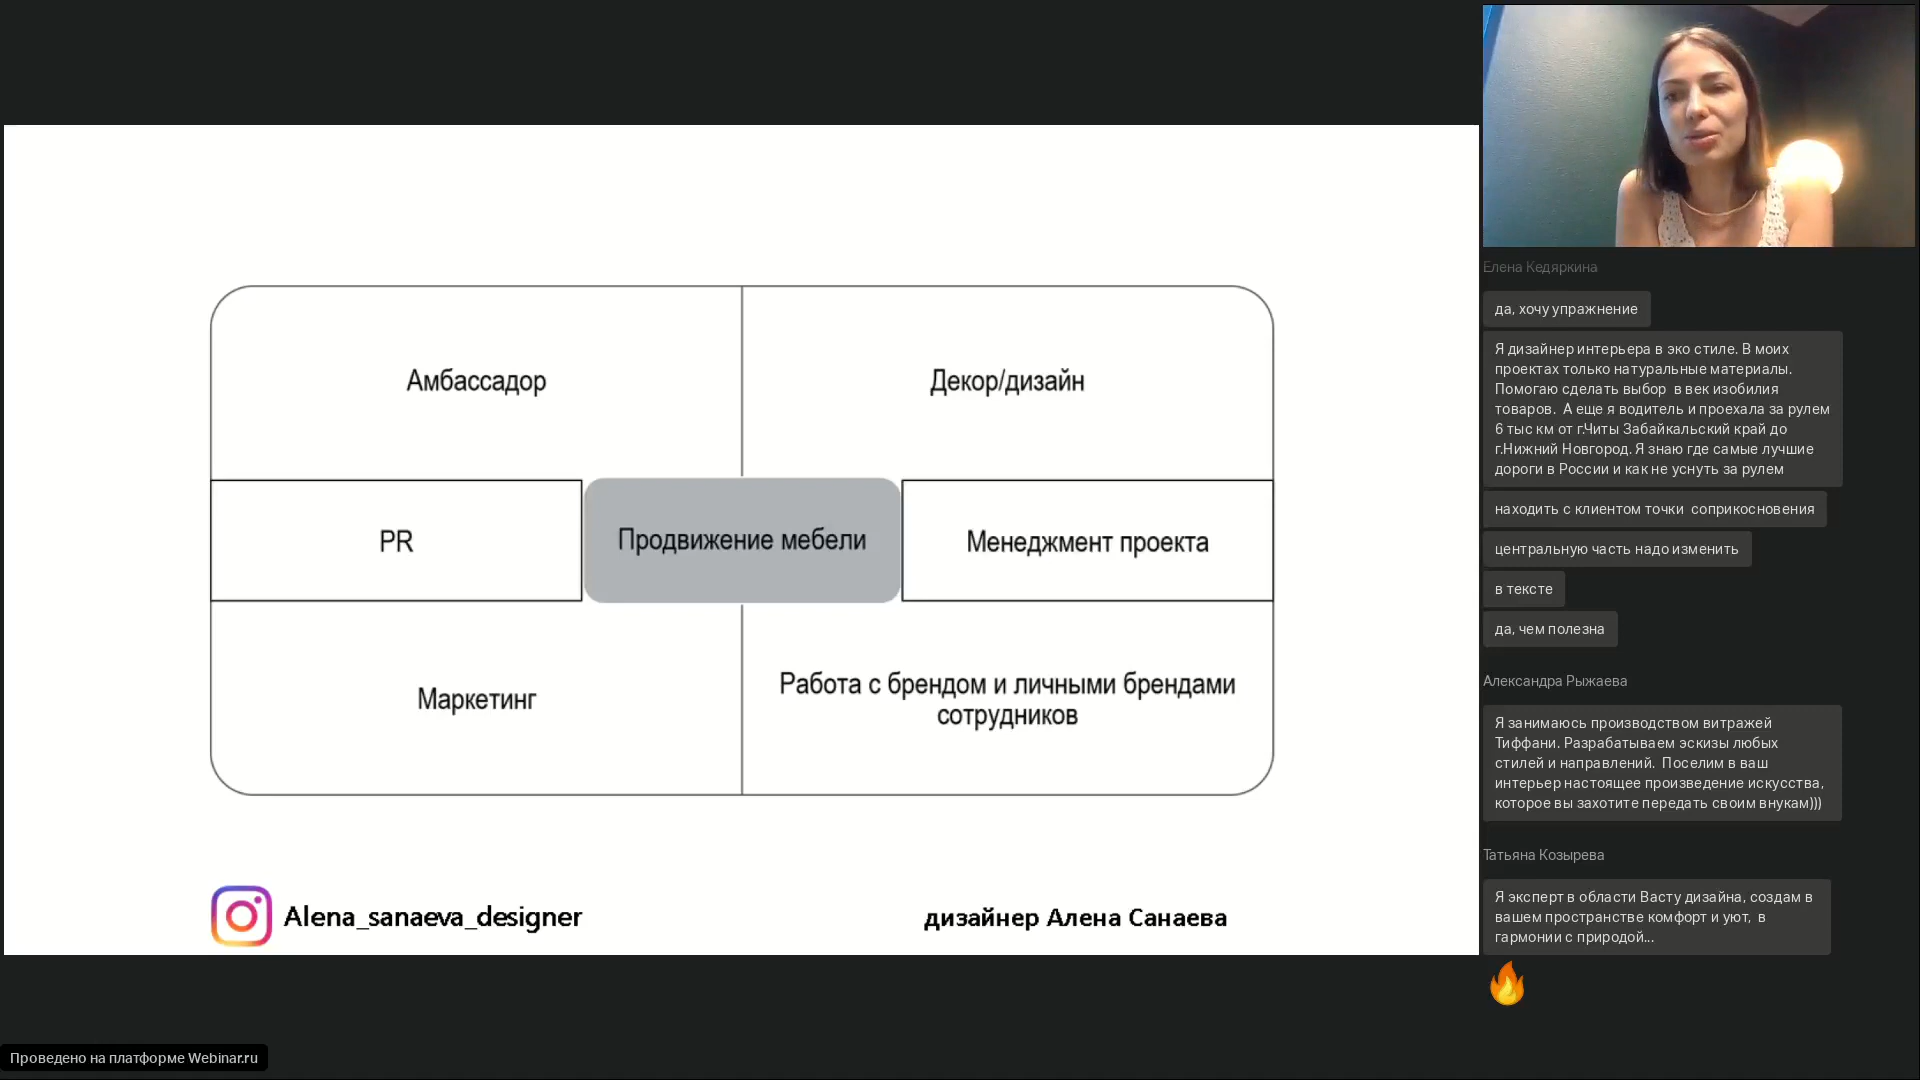 Амбассадор
Декор/дизайн
PR
Продвижение мебели
Менеджмент проекта
Маркетинг
Работа с брендом и личными брендами
сотрудников
Alena_sanaeva_designer
дизайнер Алена Санаева
Елена Кедяркина
да, хочу упражнение
Я дизайнер интерьера в эко стиле. В моих
проектах только натуральные материалы.
Помогаю сделать выбор в век изобилия
товаров. А еще я водитель и проехала за рулем
6 тыс км от г.Читы Забайкальский край до
г.Нижний Новгород. Я знаю где самые лучшие
дороги в России и как не уснуть за рулем
находить с клиентом точки соприкосновения
центральную часть надо изменить
в тексте
да, чем полезна
Александра Рыжаева
Я занимаюсь производством витражей
Тиффани. Разрабатываем эскизы любых
стилей и направлений. Поселим в ваш
интерьер настоящее произведение искусства,
которое вы захотите передать своим внукам)))
Татьяна Козырева
Я эксперт в области Васту дизайна, создам в
вашем пространстве комфорт и уют, в
гармонии с природой...
Проведено на платформе Webinar.ru